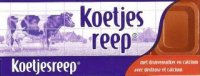 Koetjes
reep®
Koetjesreep®
met druivensuiker en calcium
avec dextrose et calcium